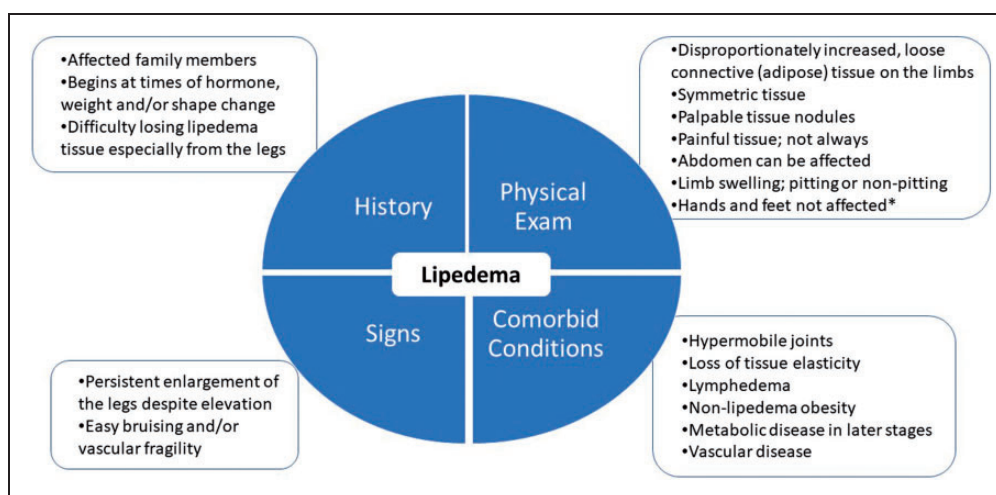 •Affected family members
•Begins at times of hormone,
weight and/or shape change
•Difficulty losing lipedema
tissue especially from the legs
•Disproportionately increased, loose
connective (adipose) tissue on the limbs
•Symmetric tissue
•Palpable tissue nodules
•Painful tissue; not always
•Abdomen can be affected
•Limb swelling; pitting or non-pitting
•Hands and feet not affected*
History
Physical
Exam
Lipedema
Signs
Comorbid
Conditions
•Persistent enlargement of
the legs despite elevation
•Easy bruising and/or
vascular fragility
•Hypermobile joints
•Loss of tissue elasticity
•Lymphedema
•Non-lipedema obesity
•Metabolic disease in later stages
•Vascular disease